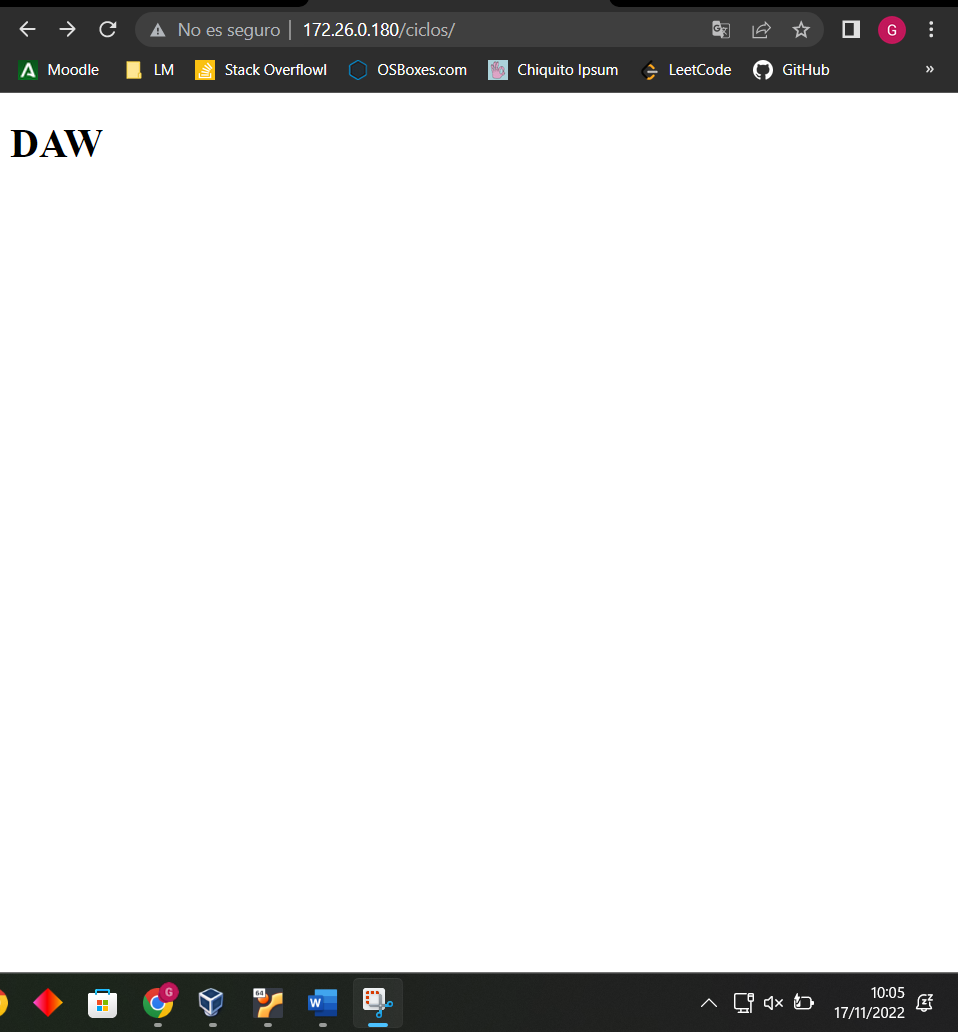 No es seguro | 172.26.0.180/ciclos/
G
Moodle LM Stack Overflowl OSBoxes.com Chiquito Ipsum LeetCode GitHub »
DAW
G
64
W
10:05
17/11/2022